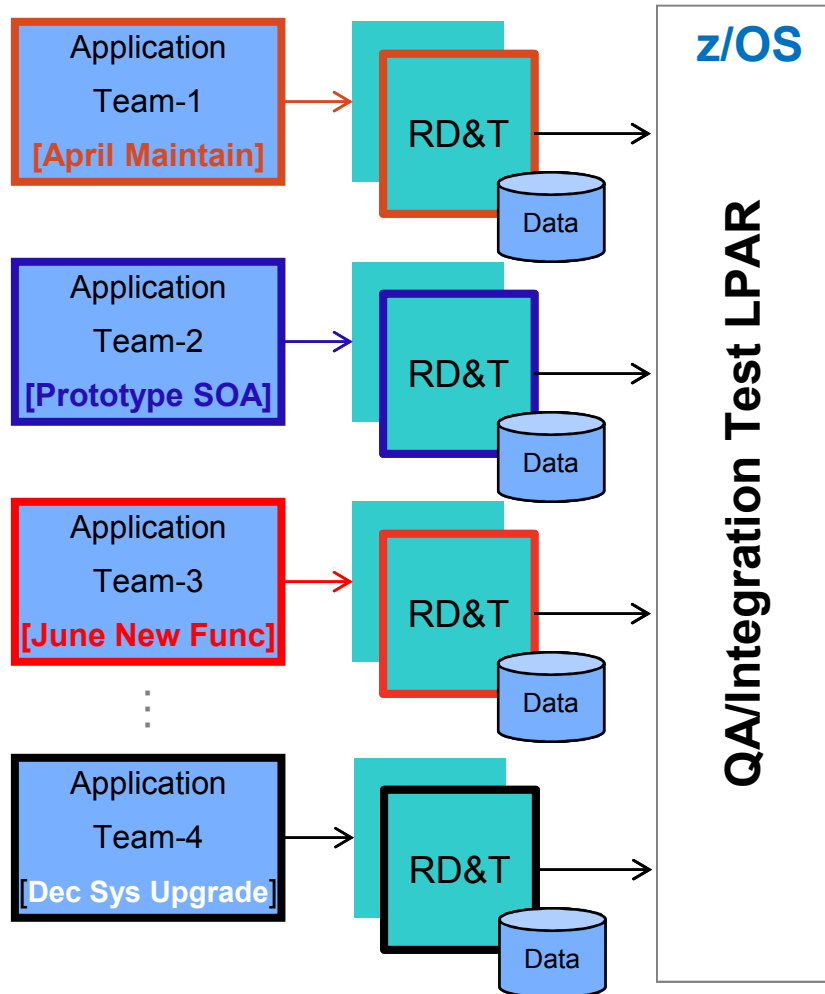 Application
Team-1
[April Maintain]
RD&T
Data
Application
Team-2
[Prototype SOA]
RD&T
Data
Application
Team-3
[June New Func]
RD&T
Data
Application
Team-4
[Dec Sys Upgrade]
RD&T
Data
z/OS
QA/Integration Test LPAR